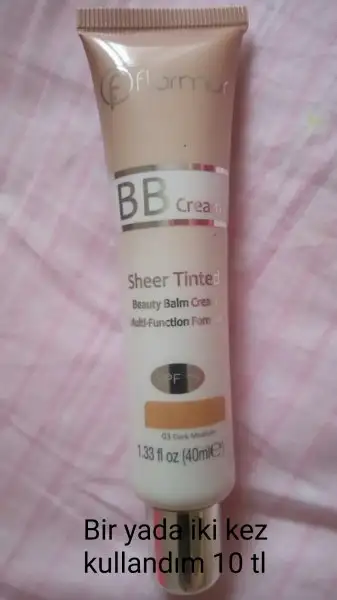 flormar
BB Cream
Sheer Tinted
Beauty Balm Cream
Multi-Function Form
03 Dark Medium
1.33 fl oz (40ml℮)
Bir yada iki kez
kullandım 10 tl